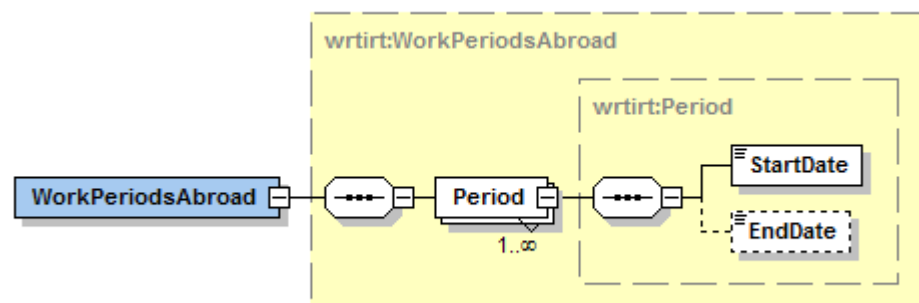 wrtirt:WorkPeriodsAbroad
wrtirt:Period
WorkPeriodsAbroad
Period
1..∞
StartDate
EndDate